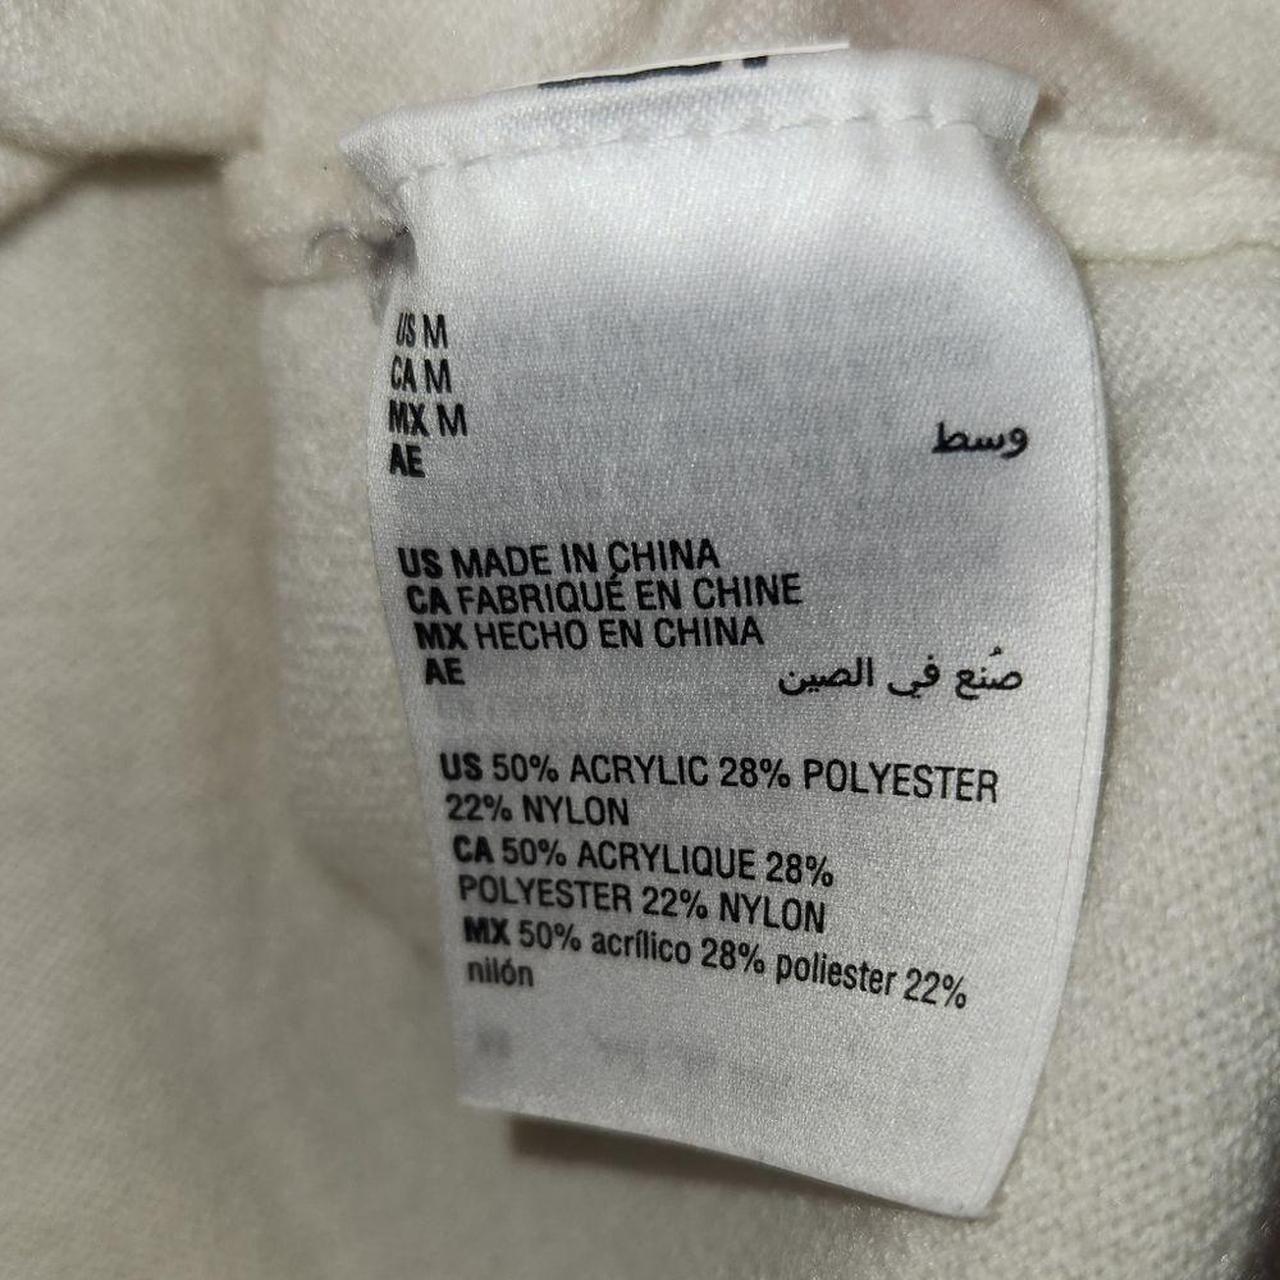 US M
CA M
MX M
AE وسط
US MADE IN CHINA
CA FABRIQUÉ EN CHINE
MX HECHO EN CHINA
AE صُنع في الصين
US 50% ACRYLIC 28% POLYESTER
22% NYLON
CA 50% ACRYLIQUE 28%
POLYESTER 22% NYLON
MX 50% acrílico 28% poliester 22%
nilón